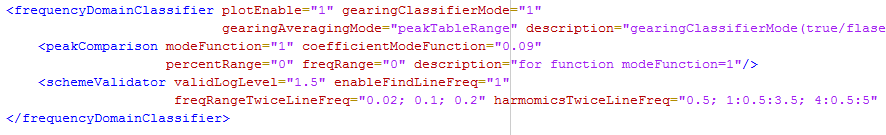 <frequencyDomainClassifier plotEnable="1" gearingClassifierMode="1"
gearingAveragingMode="peakTableRange" description="gearingClassifierMode(true/flase
<peakComparison modeFunction="1" coefficientModeFunction="0.09"
percentRange="0" freqRange="0" description="for function modeFunction=1"/>
<schemeValidator validLogLevel="1.5" enableFindLineFreq="1"
freqRangeTwiceLineFreq="0.02; 0.1; 0.2" harmomicsTwiceLineFreq="0.5; 1:0.5:3.5; 4:0.5:5"
</frequencyDomainClassifier>